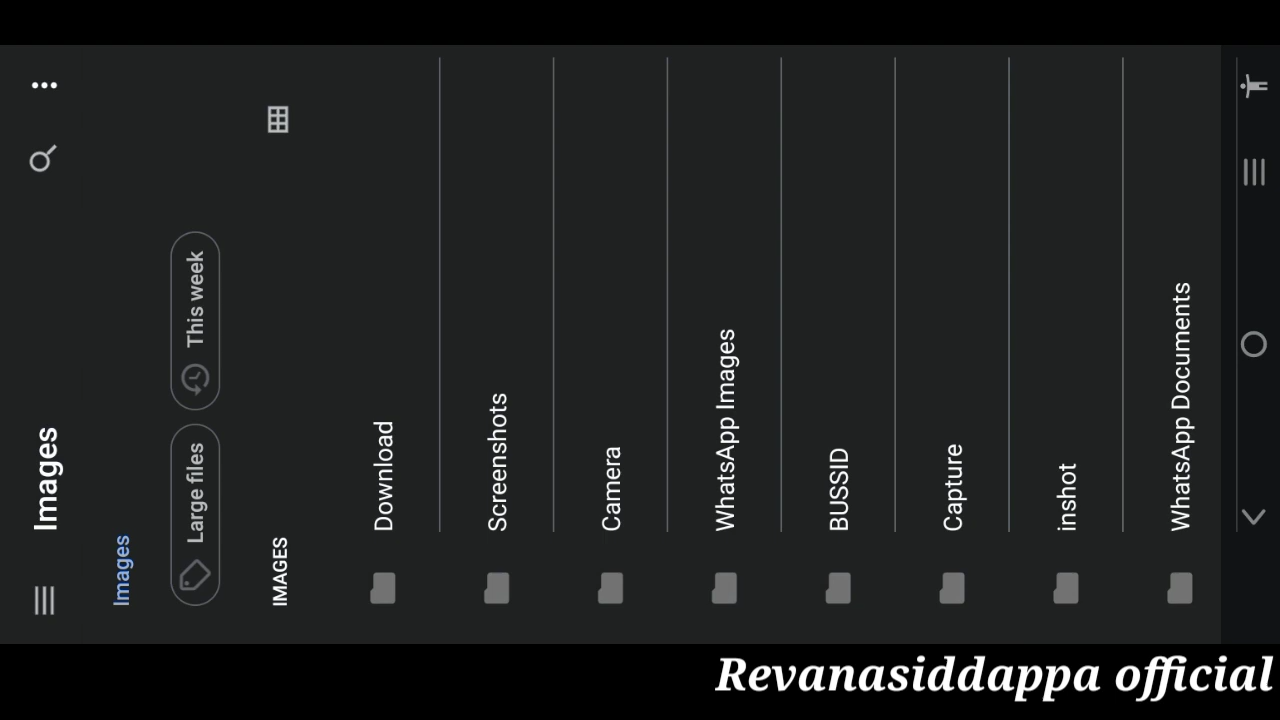 Images
Images
Large files
This week
IMAGES
Download
Screenshots
Camera
WhatsApp Images
BUSSID
Capture
inshot
WhatsApp Documents
Revanasiddappa official